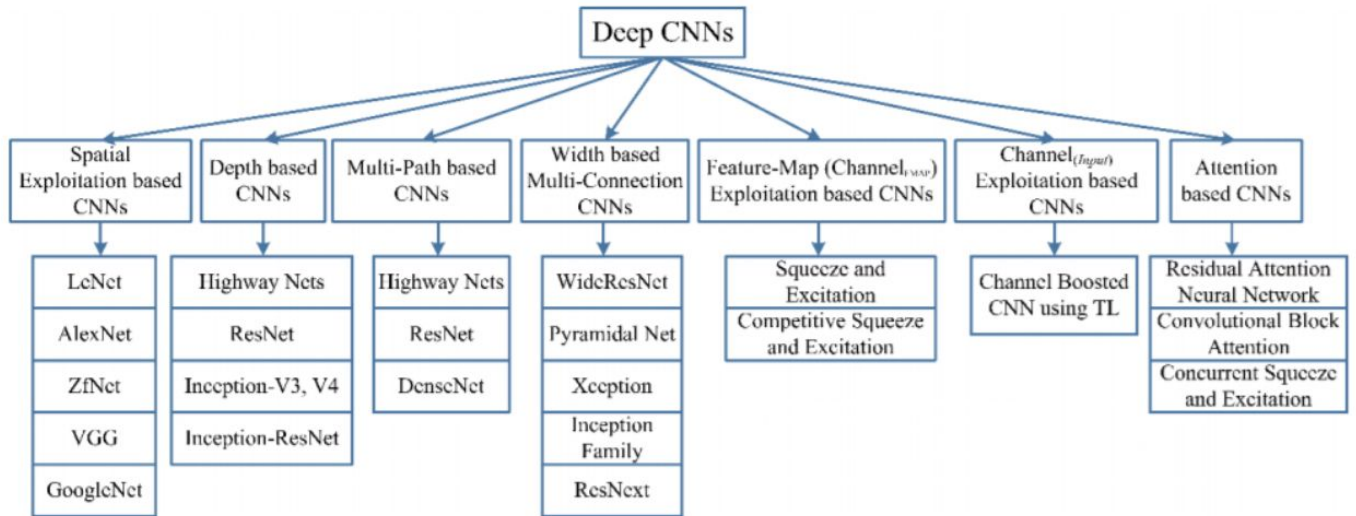 Deep CNNs
Spatial
Exploitation based
CNNs
Depth based
CNNs
Multi-Path based
CNNs
Width based
Multi-Connection
CNNs
Feature-Map (Channel FMAP)
Exploitation based CNNs
Channel(Input)
Exploitation based
CNNs
Attention
based CNNs
LeNet
AlexNet
ZfNet
VGG
GoogleNet
Highway Nets
ResNet
Inception-V3, V4
Inception-ResNet
Highway Nets
ResNet
DenseNet
WideResNet
Pyramidal Net
Xception
Inception
Family
ResNext
Squeeze and
Excitation
Competitive Squeeze
and Excitation
Channel Boosted
CNN using TL
Residual Attention
Neural Network
Convolutional Block
Attention
Concurrent Squeeze
and Excitation